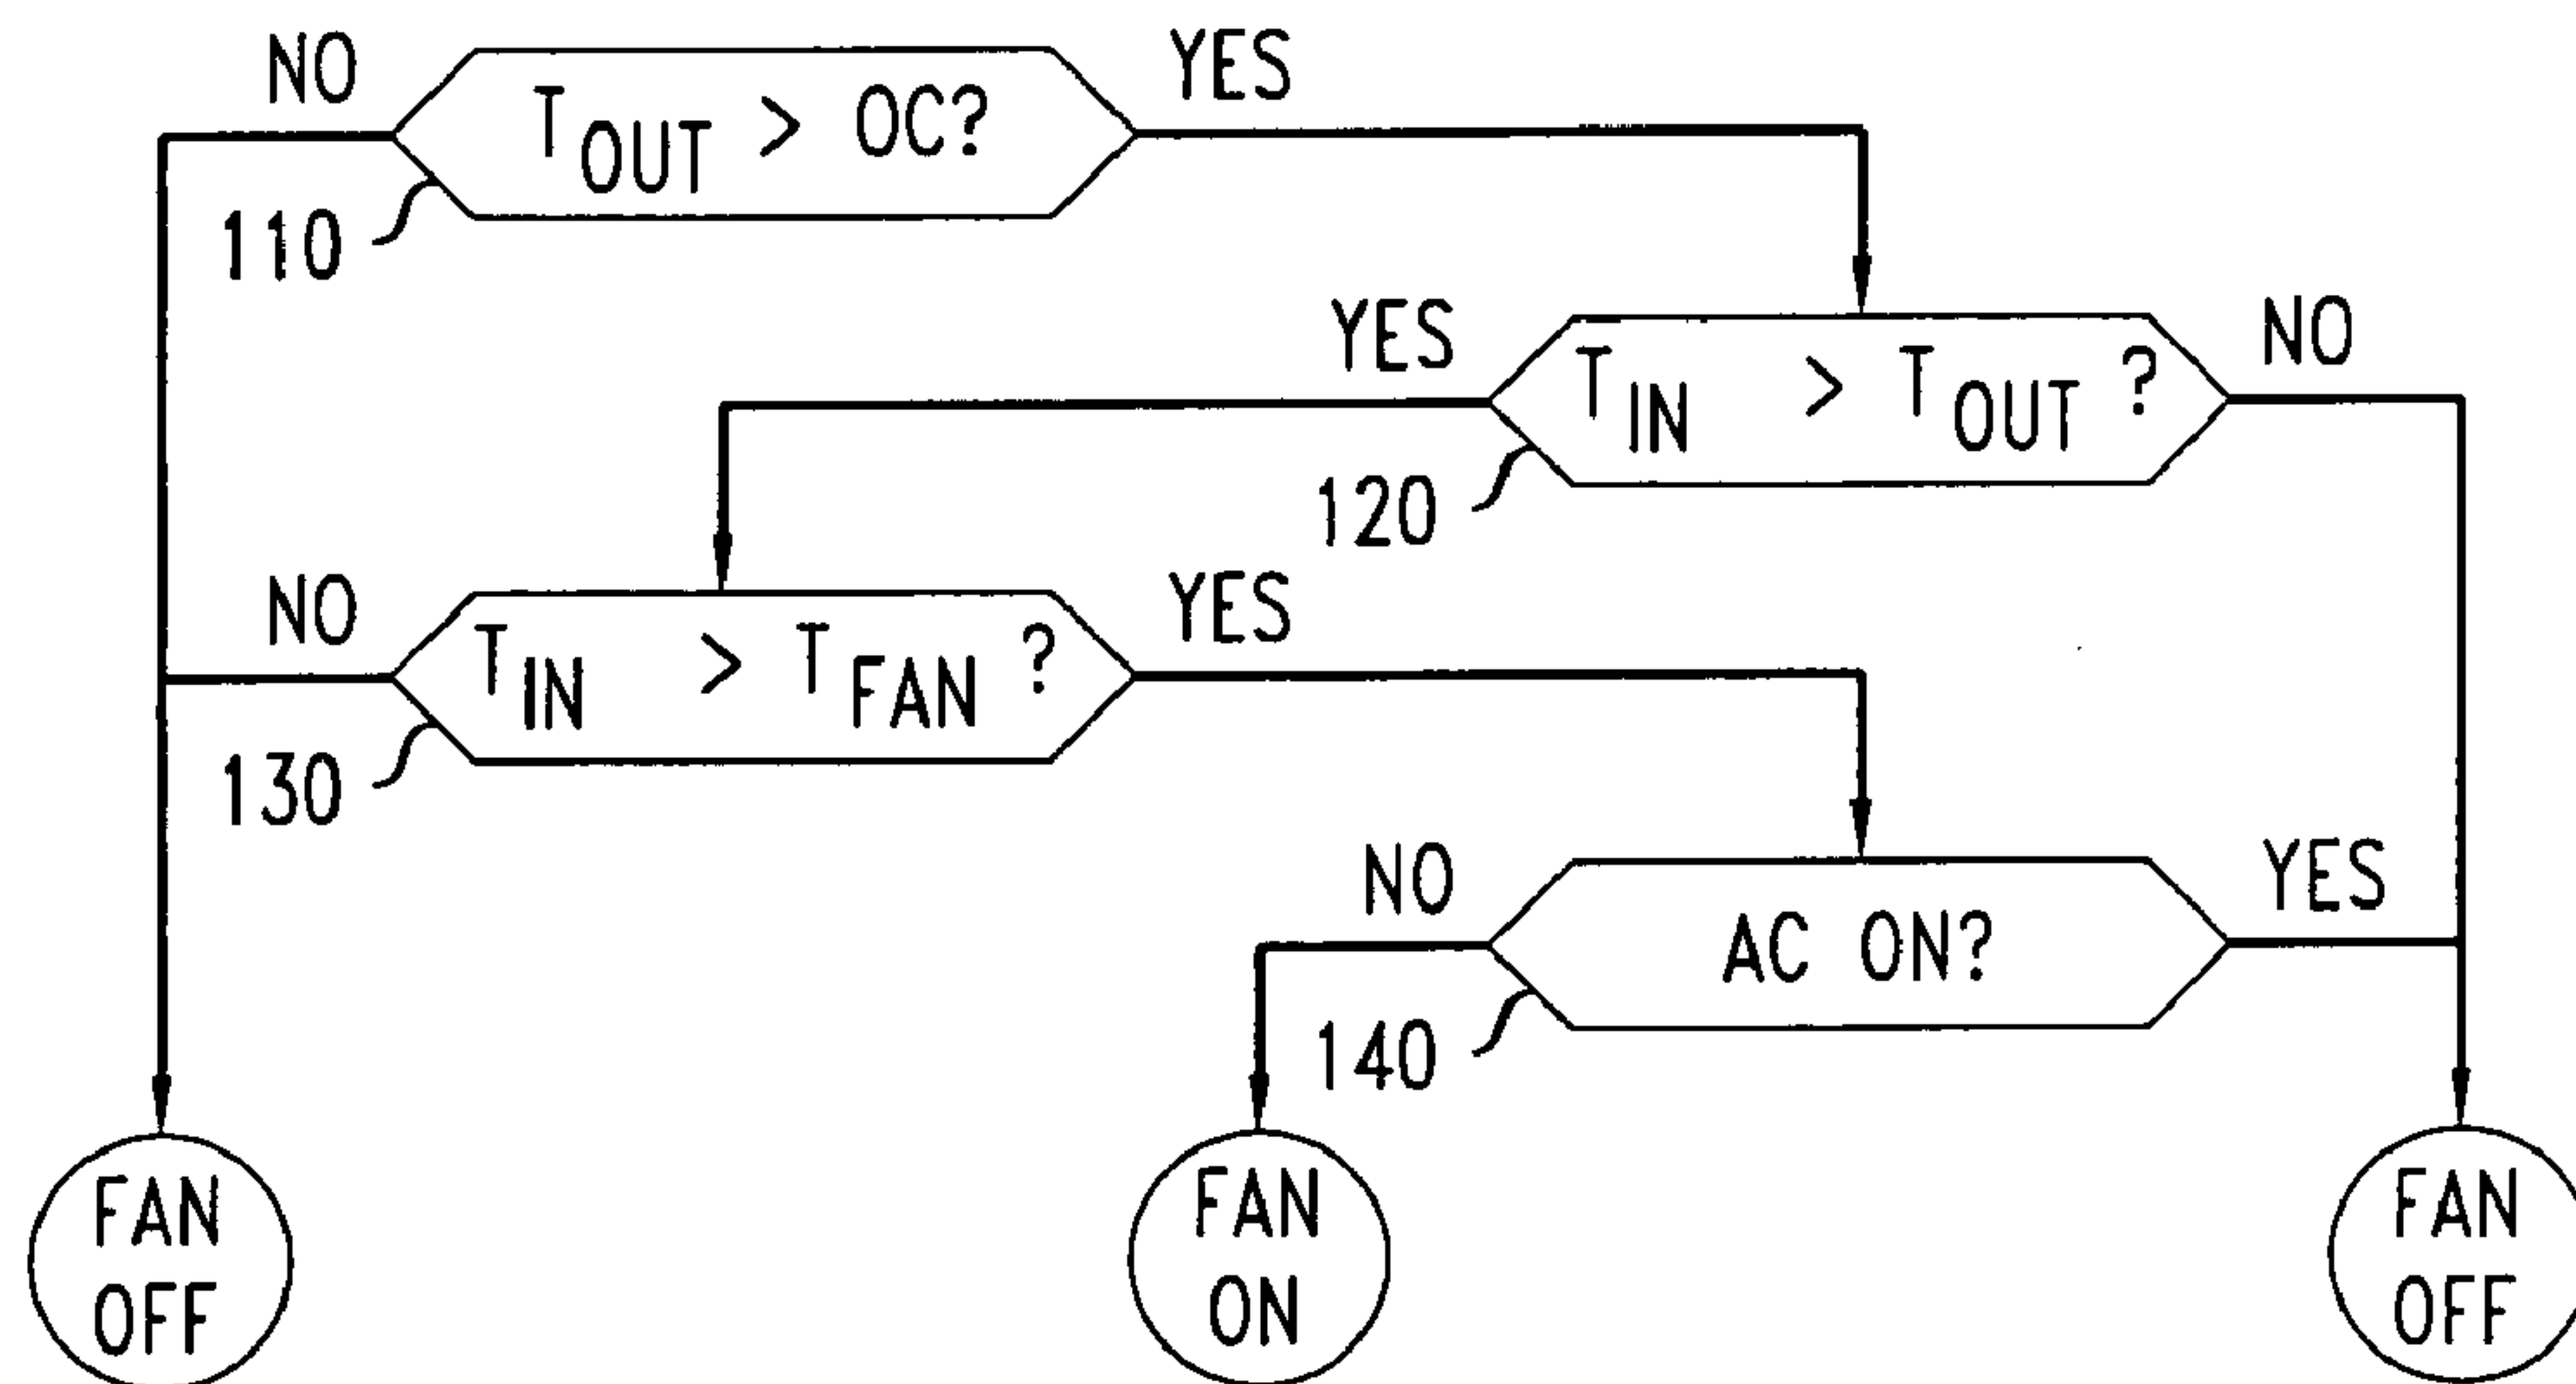 NO
YES
T OUT > OC?
110
YES
NO
T IN > T OUT ?
120
NO
YES
T IN > T FAN ?
130
NO
YES
AC ON?
140
FAN
OFF
FAN
ON
FAN
OFF